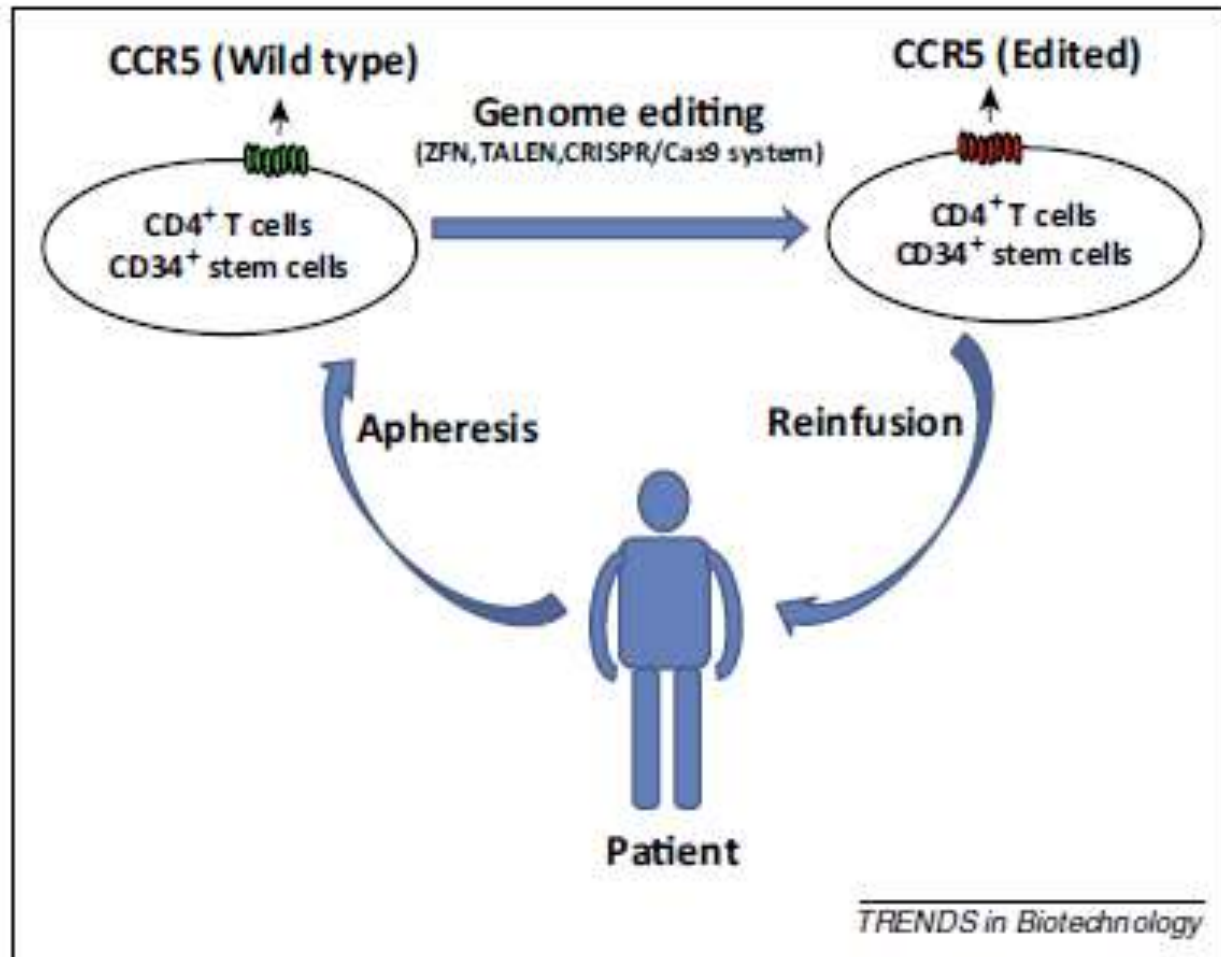 CCR5 (Wild type)
CCR5 (Edited)
Genome editing
(ZFN,TALEN,CRISPR/Cas9 system)
CD4⁺ T cells
CD34⁺ stem cells
CD4⁺ T cells
CD34⁺ stem cells
Apheresis
Reinfusion
Patient
TRENDS in Biotechnology